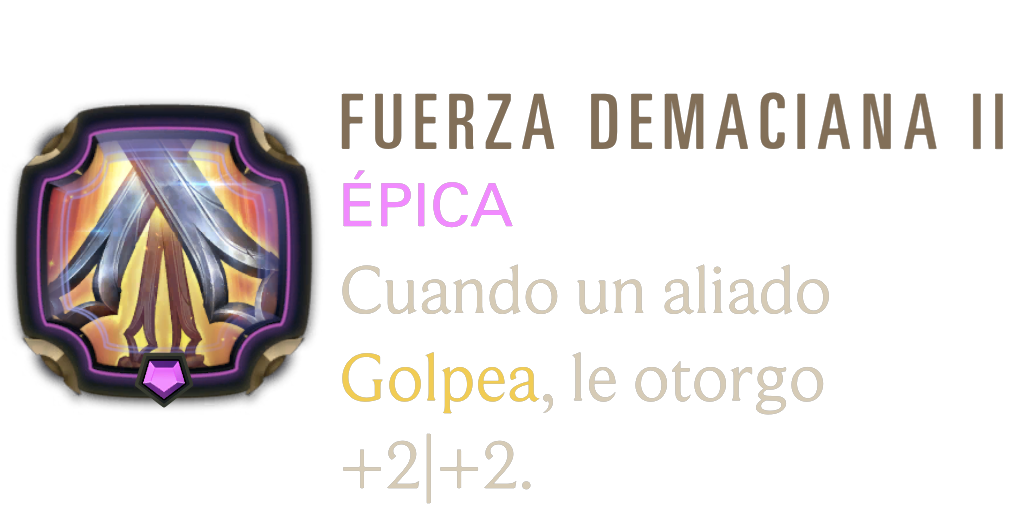 FUERZA DEMACIANA II
ÉPICA
Cuando un aliado
Golpea, le otorgo
+2|+2.